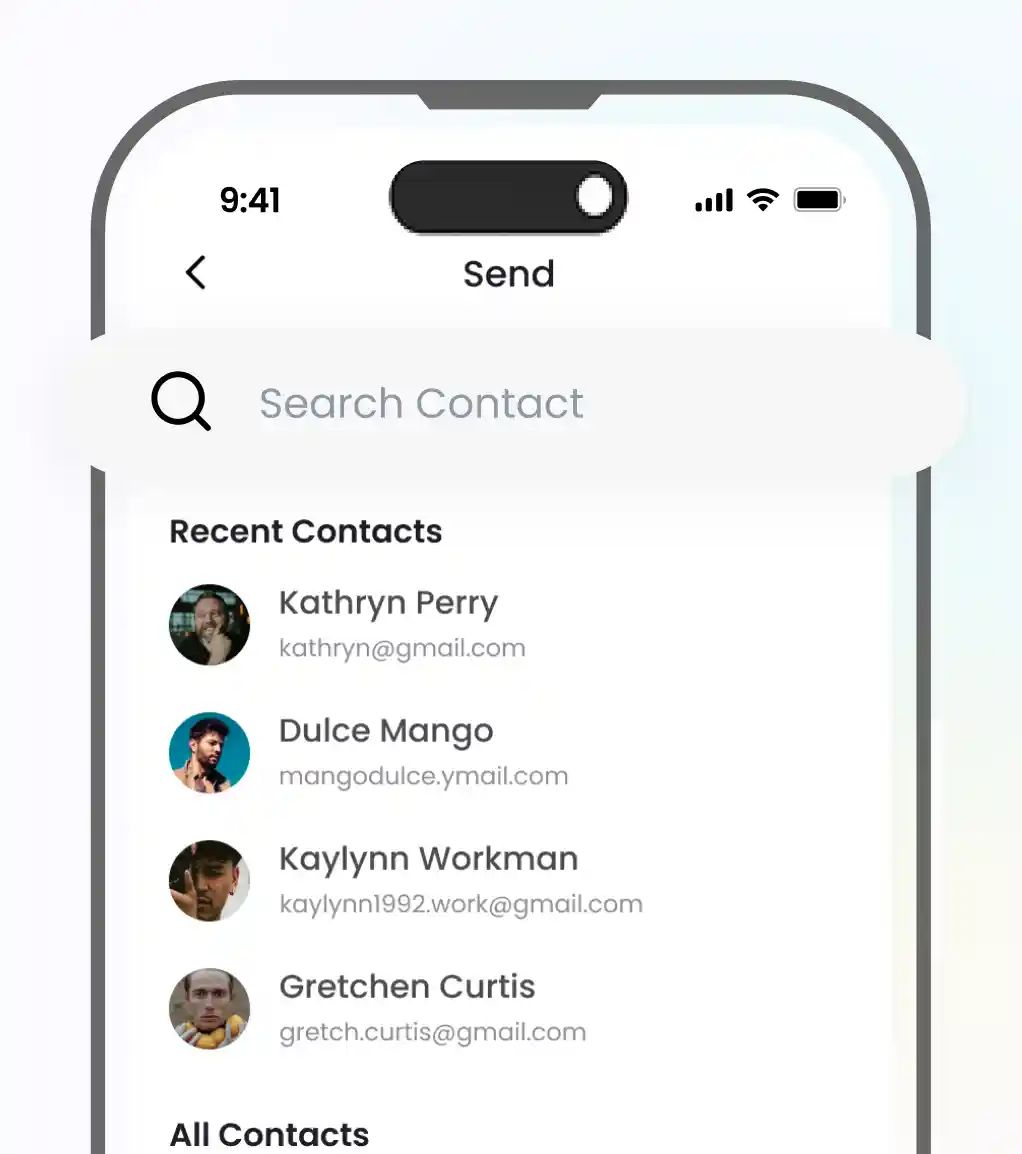 9:41
Send
Search Contact
Recent Contacts
Kathryn Perry
kathryn@gmail.com
Dulce Mango
mangodulce.ymail.com
Kaylynn Workman
kaylynn1992.work@gmail.com
Gretchen Curtis
gretch.curtis@gmail.com
All Contacts